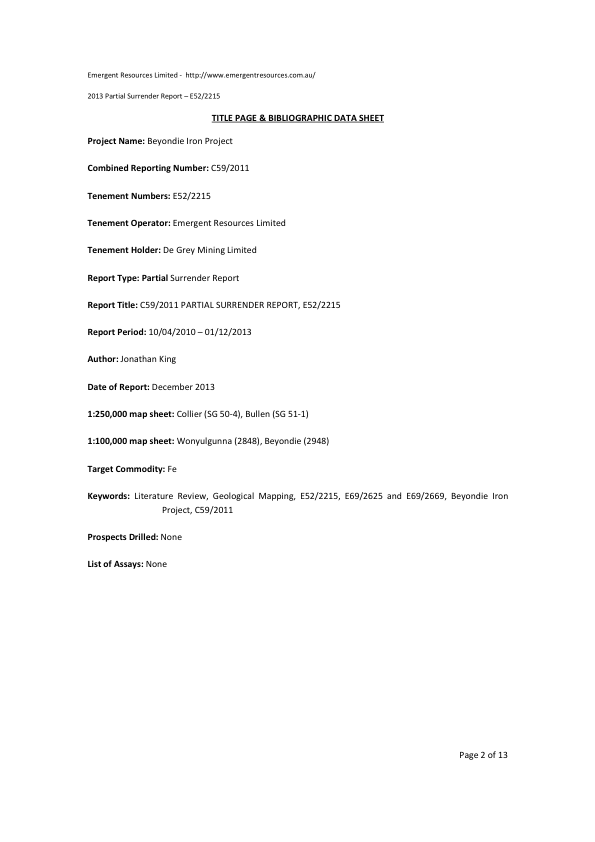 Emergent Resources Limited - http://www.emergentresources.com.au/
2013 Partial Surrender Report – E52/2215
TITLE PAGE & BIBLIOGRAPHIC DATA SHEET
Project Name: Beyondie Iron Project
Combined Reporting Number: C59/2011
Tenement Numbers: E52/2215
Tenement Operator: Emergent Resources Limited
Tenement Holder: De Grey Mining Limited
Report Type: Partial Surrender Report
Report Title: C59/2011 PARTIAL SURRENDER REPORT, E52/2215
Report Period: 10/04/2010 – 01/12/2013
Author: Jonathan King
Date of Report: December 2013
1:250,000 map sheet: Collier (SG 50-4), Bullen (SG 51-1)
1:100,000 map sheet: Wonyulgunna (2848), Beyondie (2948)
Target Commodity: Fe
Keywords: Literature Review, Geological Mapping, E52/2215, E69/2625 and E69/2669, Beyondie Iron
Project, C59/2011
Prospects Drilled: None
List of Assays: None
Page 2 of 13